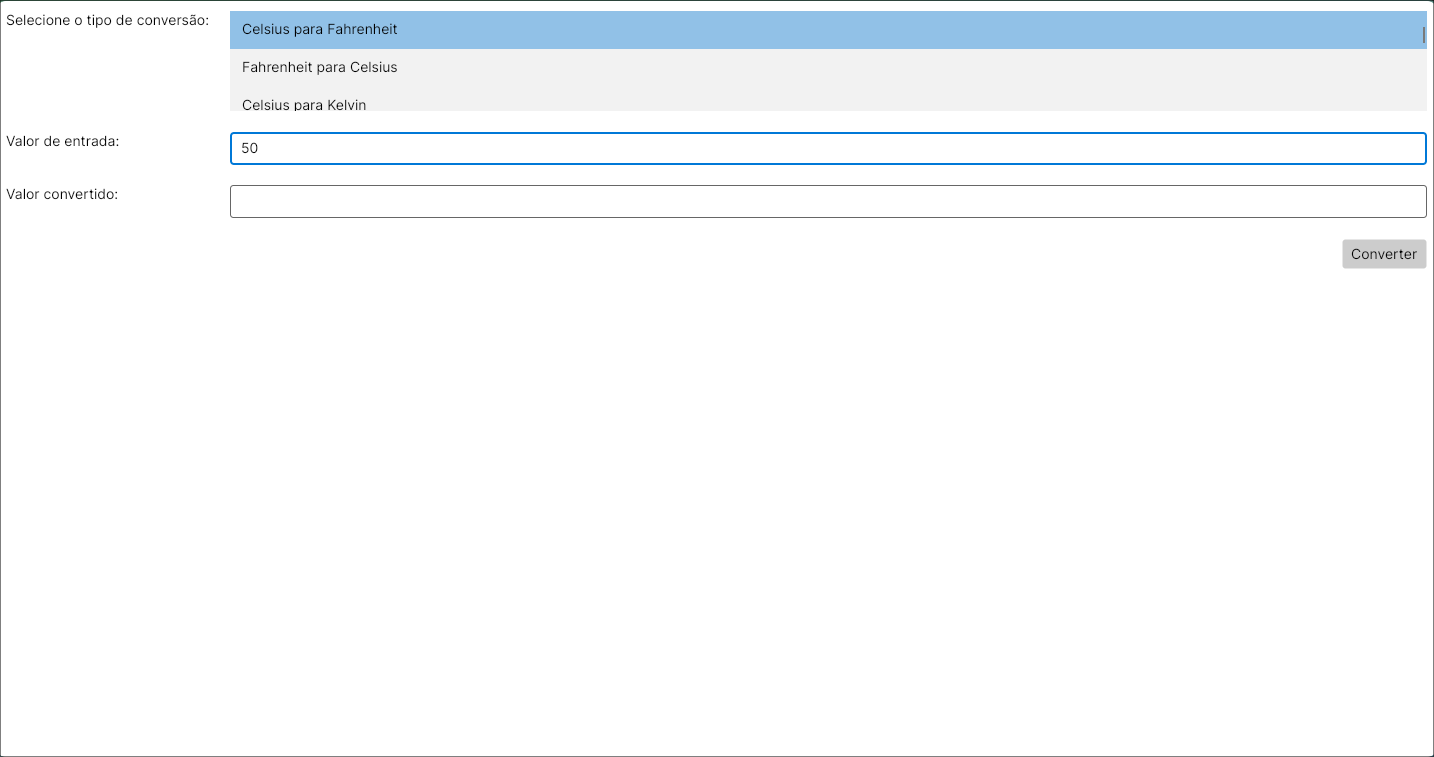 Selecione o tipo de conversão:
Celsius para Fahrenheit
Fahrenheit para Celsius
Celsius para Kelvin
Valor de entrada:
50
Valor convertido:
Converter